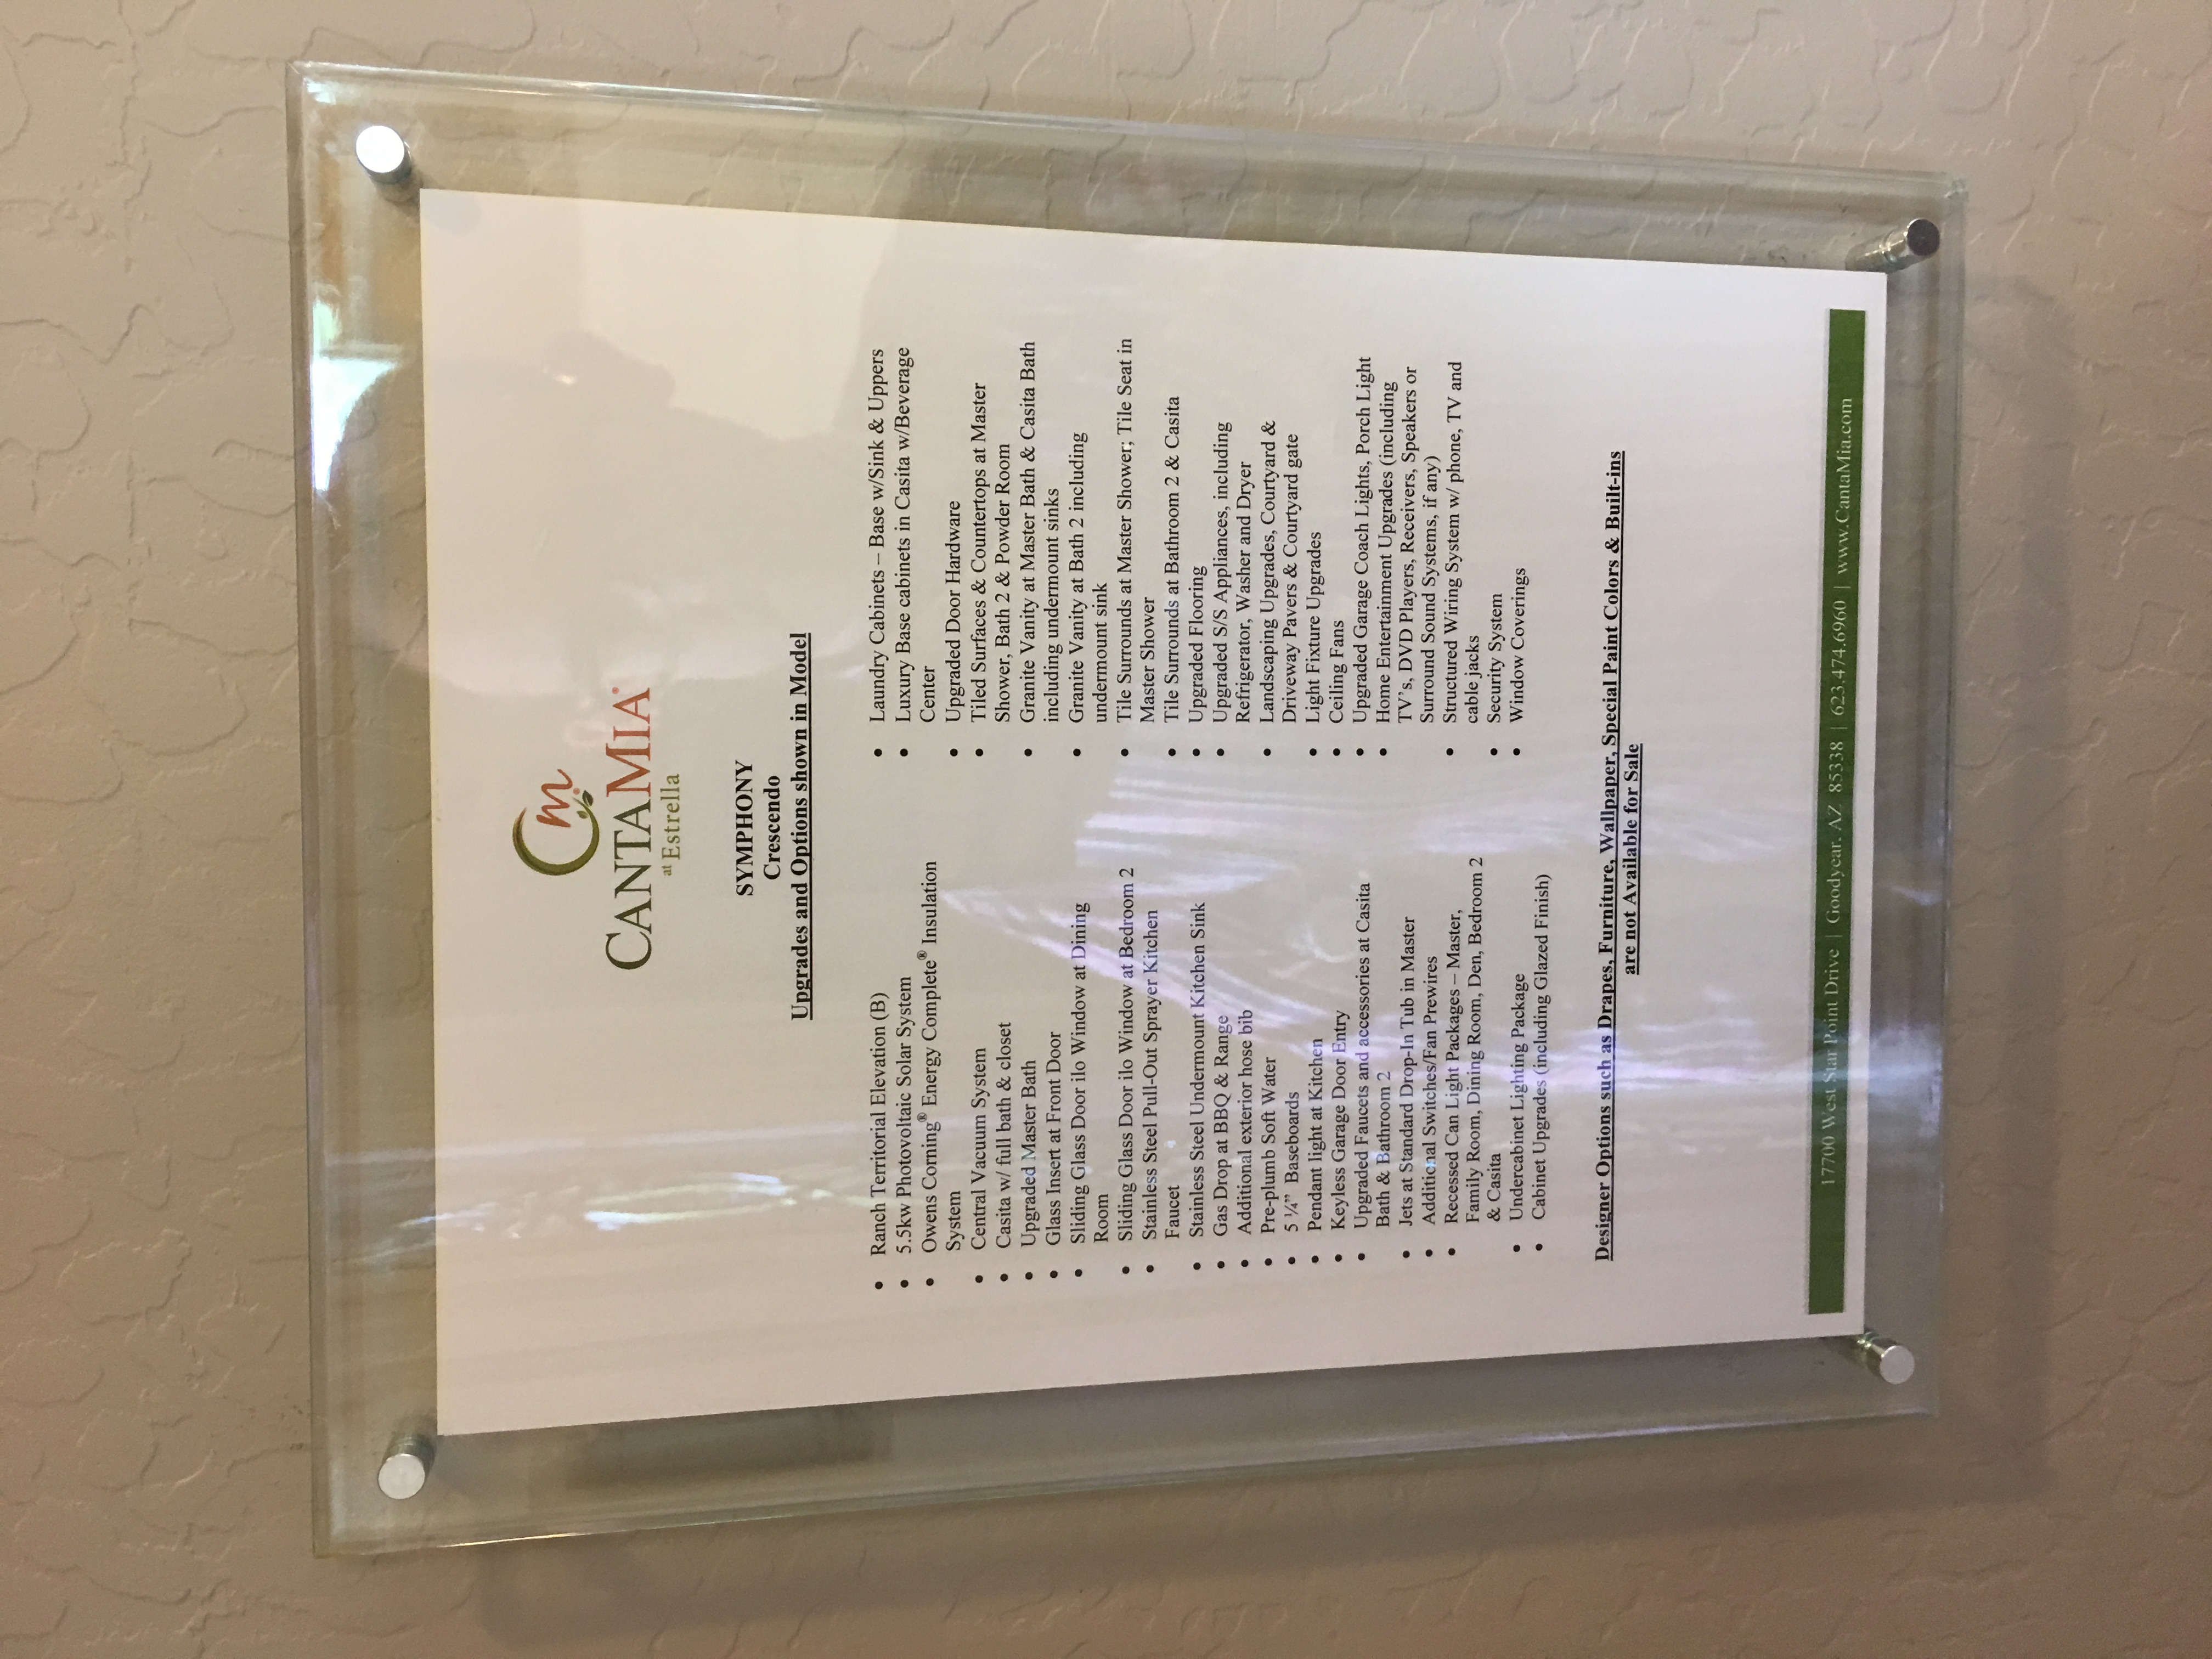 Cm
CANTAMIA®
at Estrella
SYMPHONY
Crescendo
Upgrades and Options shown in Model
• Ranch Territorial Elevation (B)
• 5.5kw Photovoltaic Solar System
• Owens Corning® Energy Complete® Insulation
System
• Central Vacuum System
• Casita w/ full bath & closet
• Upgraded Master Bath
• Glass Insert at Front Door
• Sliding Glass Door ilo Window at Dining
Room
• Sliding Glass Door ilo Window at Bedroom 2
• Stainless Steel Pull-Out Sprayer Kitchen
Faucet
• Stainless Steel Undermount Kitchen Sink
• Gas Drop at BBQ & Range
• Additional exterior hose bib
• Pre-plumb Soft Water
• 5 ¼” Baseboards
• Pendant light at Kitchen
• Keyless Garage Door Entry
• Upgraded Faucets and accessories at Casita
Bath & Bathroom 2
• Jets at Standard Drop-In Tub in Master
• Additional Switches/Fan Prewires
• Recessed Can Light Packages – Master,
Family Room, Dining Room, Den, Bedroom 2
& Casita
• Undercabinet Lighting Package
• Cabinet Upgrades (including Glazed Finish)
• Laundry Cabinets – Base w/Sink & Uppers
• Luxury Base cabinets in Casita w/Beverage
Center
• Upgraded Door Hardware
• Tiled Surfaces & Countertops at Master
Shower, Bath 2 & Powder Room
• Granite Vanity at Master Bath & Casita Bath
including undermount sinks
• Granite Vanity at Bath 2 including
undermount sink
• Tile Surrounds at Master Shower; Tile Seat in
Master Shower
• Tile Surrounds at Bathroom 2 & Casita
• Upgraded Flooring
• Upgraded S/S Appliances, including
Refrigerator, Washer and Dryer
• Landscaping Upgrades, Courtyard &
Driveway Pavers & Courtyard gate
• Light Fixture Upgrades
• Ceiling Fans
• Upgraded Garage Coach Lights, Porch Light
• Home Entertainment Upgrades (including
TV’s, DVD Players, Receivers, Speakers or
Surround Sound Systems, if any)
• Structured Wiring System w/ phone, TV and
cable jacks
• Security System
• Window Coverings
Designer Options such as Drapes, Furniture, Wallpaper, Special Paint Colors & Built-ins
are not Available for Sale
17700 West Star Point Drive | Goodyear, AZ 85338 | 623.474.6960 | www.CantaMia.com